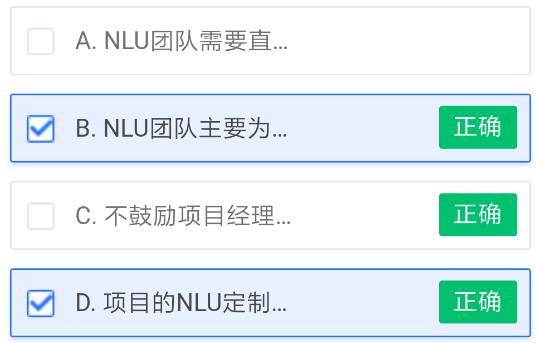 A. NLU团队需要直...
B. NLU团队主要为... 正确
C. 不鼓励项目经理... 正确
D. 项目的NLU定制... 正确